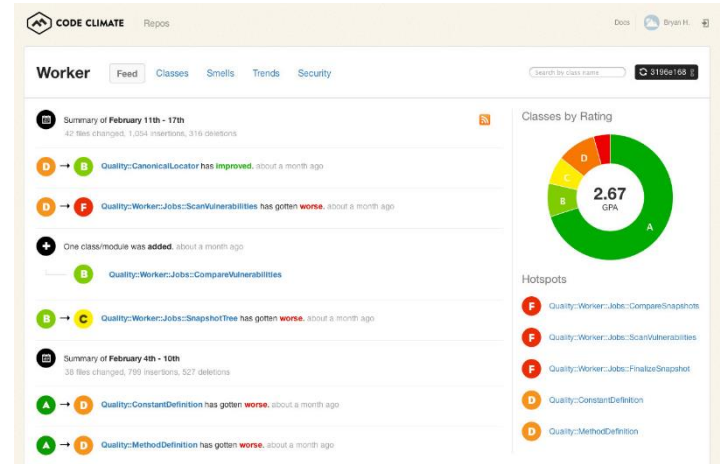 CODE CLIMATE Repos Docs Bryan H.
Worker Feed Classes Smells Trends Security Search by class name 3196e168
Summary of February 11th - 17th
42 files changed, 1,054 insertions, 316 deletions
D → B Quality::CanonicalLocator has improved. about a month ago
D → F Quality::Worker::Jobs::ScanVulnerabilities has gotten worse. about a month ago
One class/module was added. about a month ago
B Quality::Worker::Jobs::CompareVulnerabilities
B → C Quality::Worker::Jobs::SnapshotTree has gotten worse. about a month ago
Summary of February 4th - 10th
38 files changed, 799 insertions, 527 deletions
A → D Quality::ConstantDefinition has gotten worse. about a month ago
A → D Quality::MethodDefinition has gotten worse. about a month ago
Classes by Rating
D
C
B
A
2.67
GPA
Hotspots
F Quality::Worker::Jobs::CompareSnapshots
F Quality::Worker::Jobs::ScanVulnerabilities
F Quality::Worker::Jobs::FinalizeSnapshot
D Quality::ConstantDefinition
D Quality::MethodDefinition